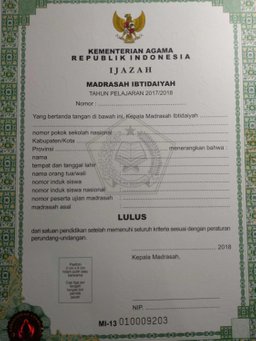 KEMENTERIAN AGAMA
REPUBLIK INDONESIA
IJAZAH
MADRASAH IBTIDAIYAH
TAHUN PELAJARAN 2017/2018
Nomor :
Yang bertanda tangan di bawah ini, Kepala Madrasah Ibtidaiyah
nomor pokok sekolah nasional
Kabupaten/Kota
Provinsi menerangkan bahwa :
nama
tempat dan tanggal lahir
nama orang tua/wali
nomor induk siswa
nomor induk siswa nasional
nomor peserta ujian madrasah
madrasah asal
LULUS
dari satuan pendidikan setelah memenuhi seluruh kriteria sesuai dengan peraturan
perundang-undangan.
2018
Kepala Madrasah,
NIP.
MI-13 010009203